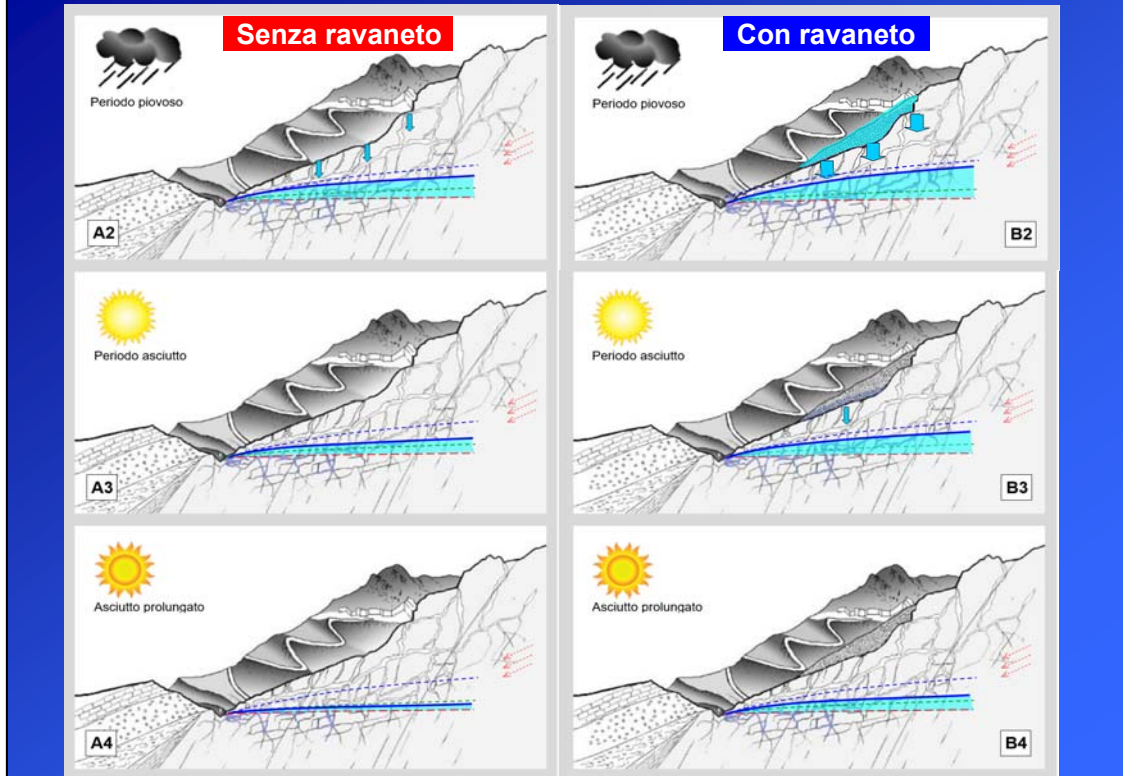 Senza ravaneto
Con ravaneto
Periodo piovoso
Periodo piovoso
A2
B2
Periodo asciutto
Periodo asciutto
A3
B3
Asciutto prolungato
Asciutto prolungato
A4
B4